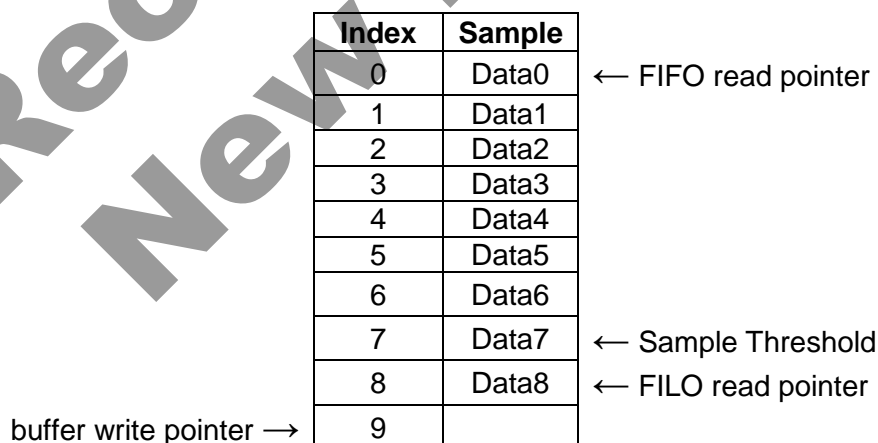 Index Sample
0 Data0 ← FIFO read pointer
1 Data1
2 Data2
3 Data3
4 Data4
5 Data5
6 Data6
7 Data7 ← Sample Threshold
8 Data8 ← FILO read pointer
buffer write pointer → 9
New